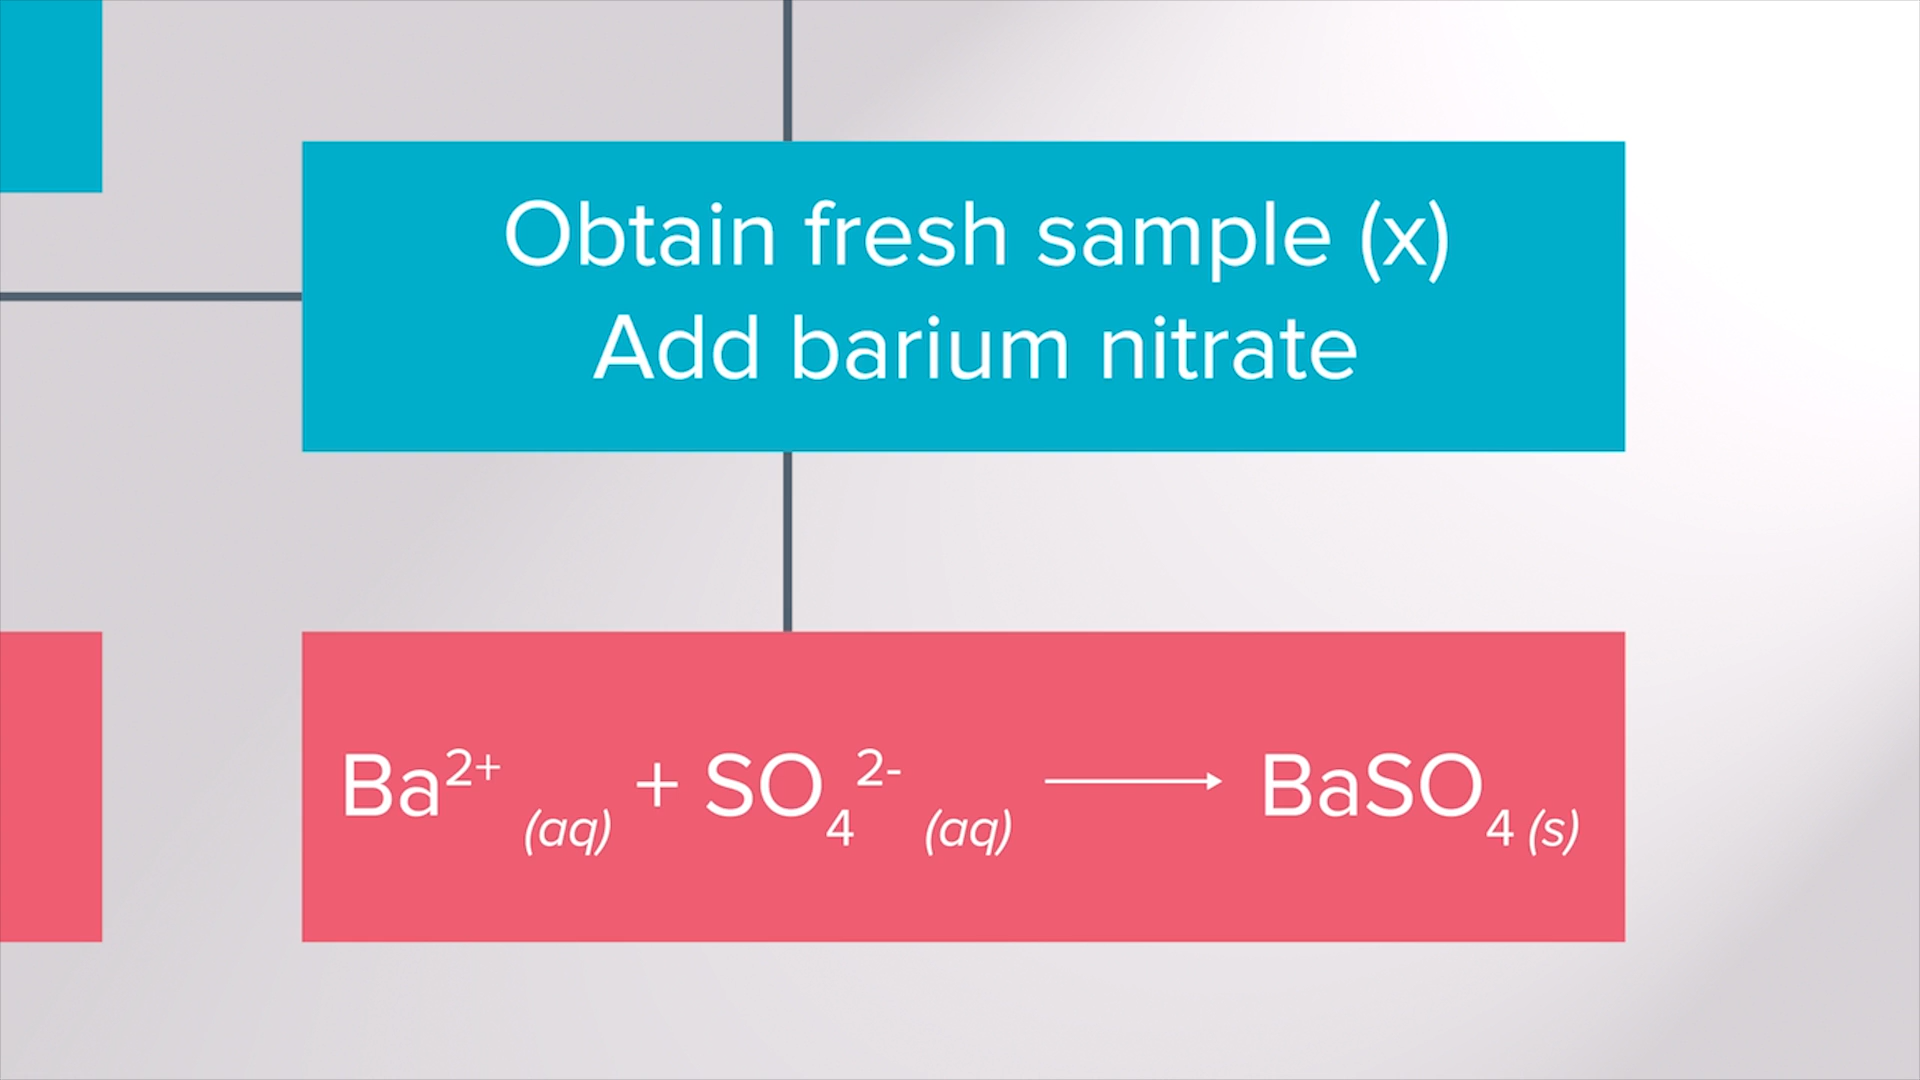 Obtain fresh sample (x)
Add barium nitrate
Ba²⁺ (aq) + SO₄²⁻ (aq) ⟶ BaSO₄ (s)